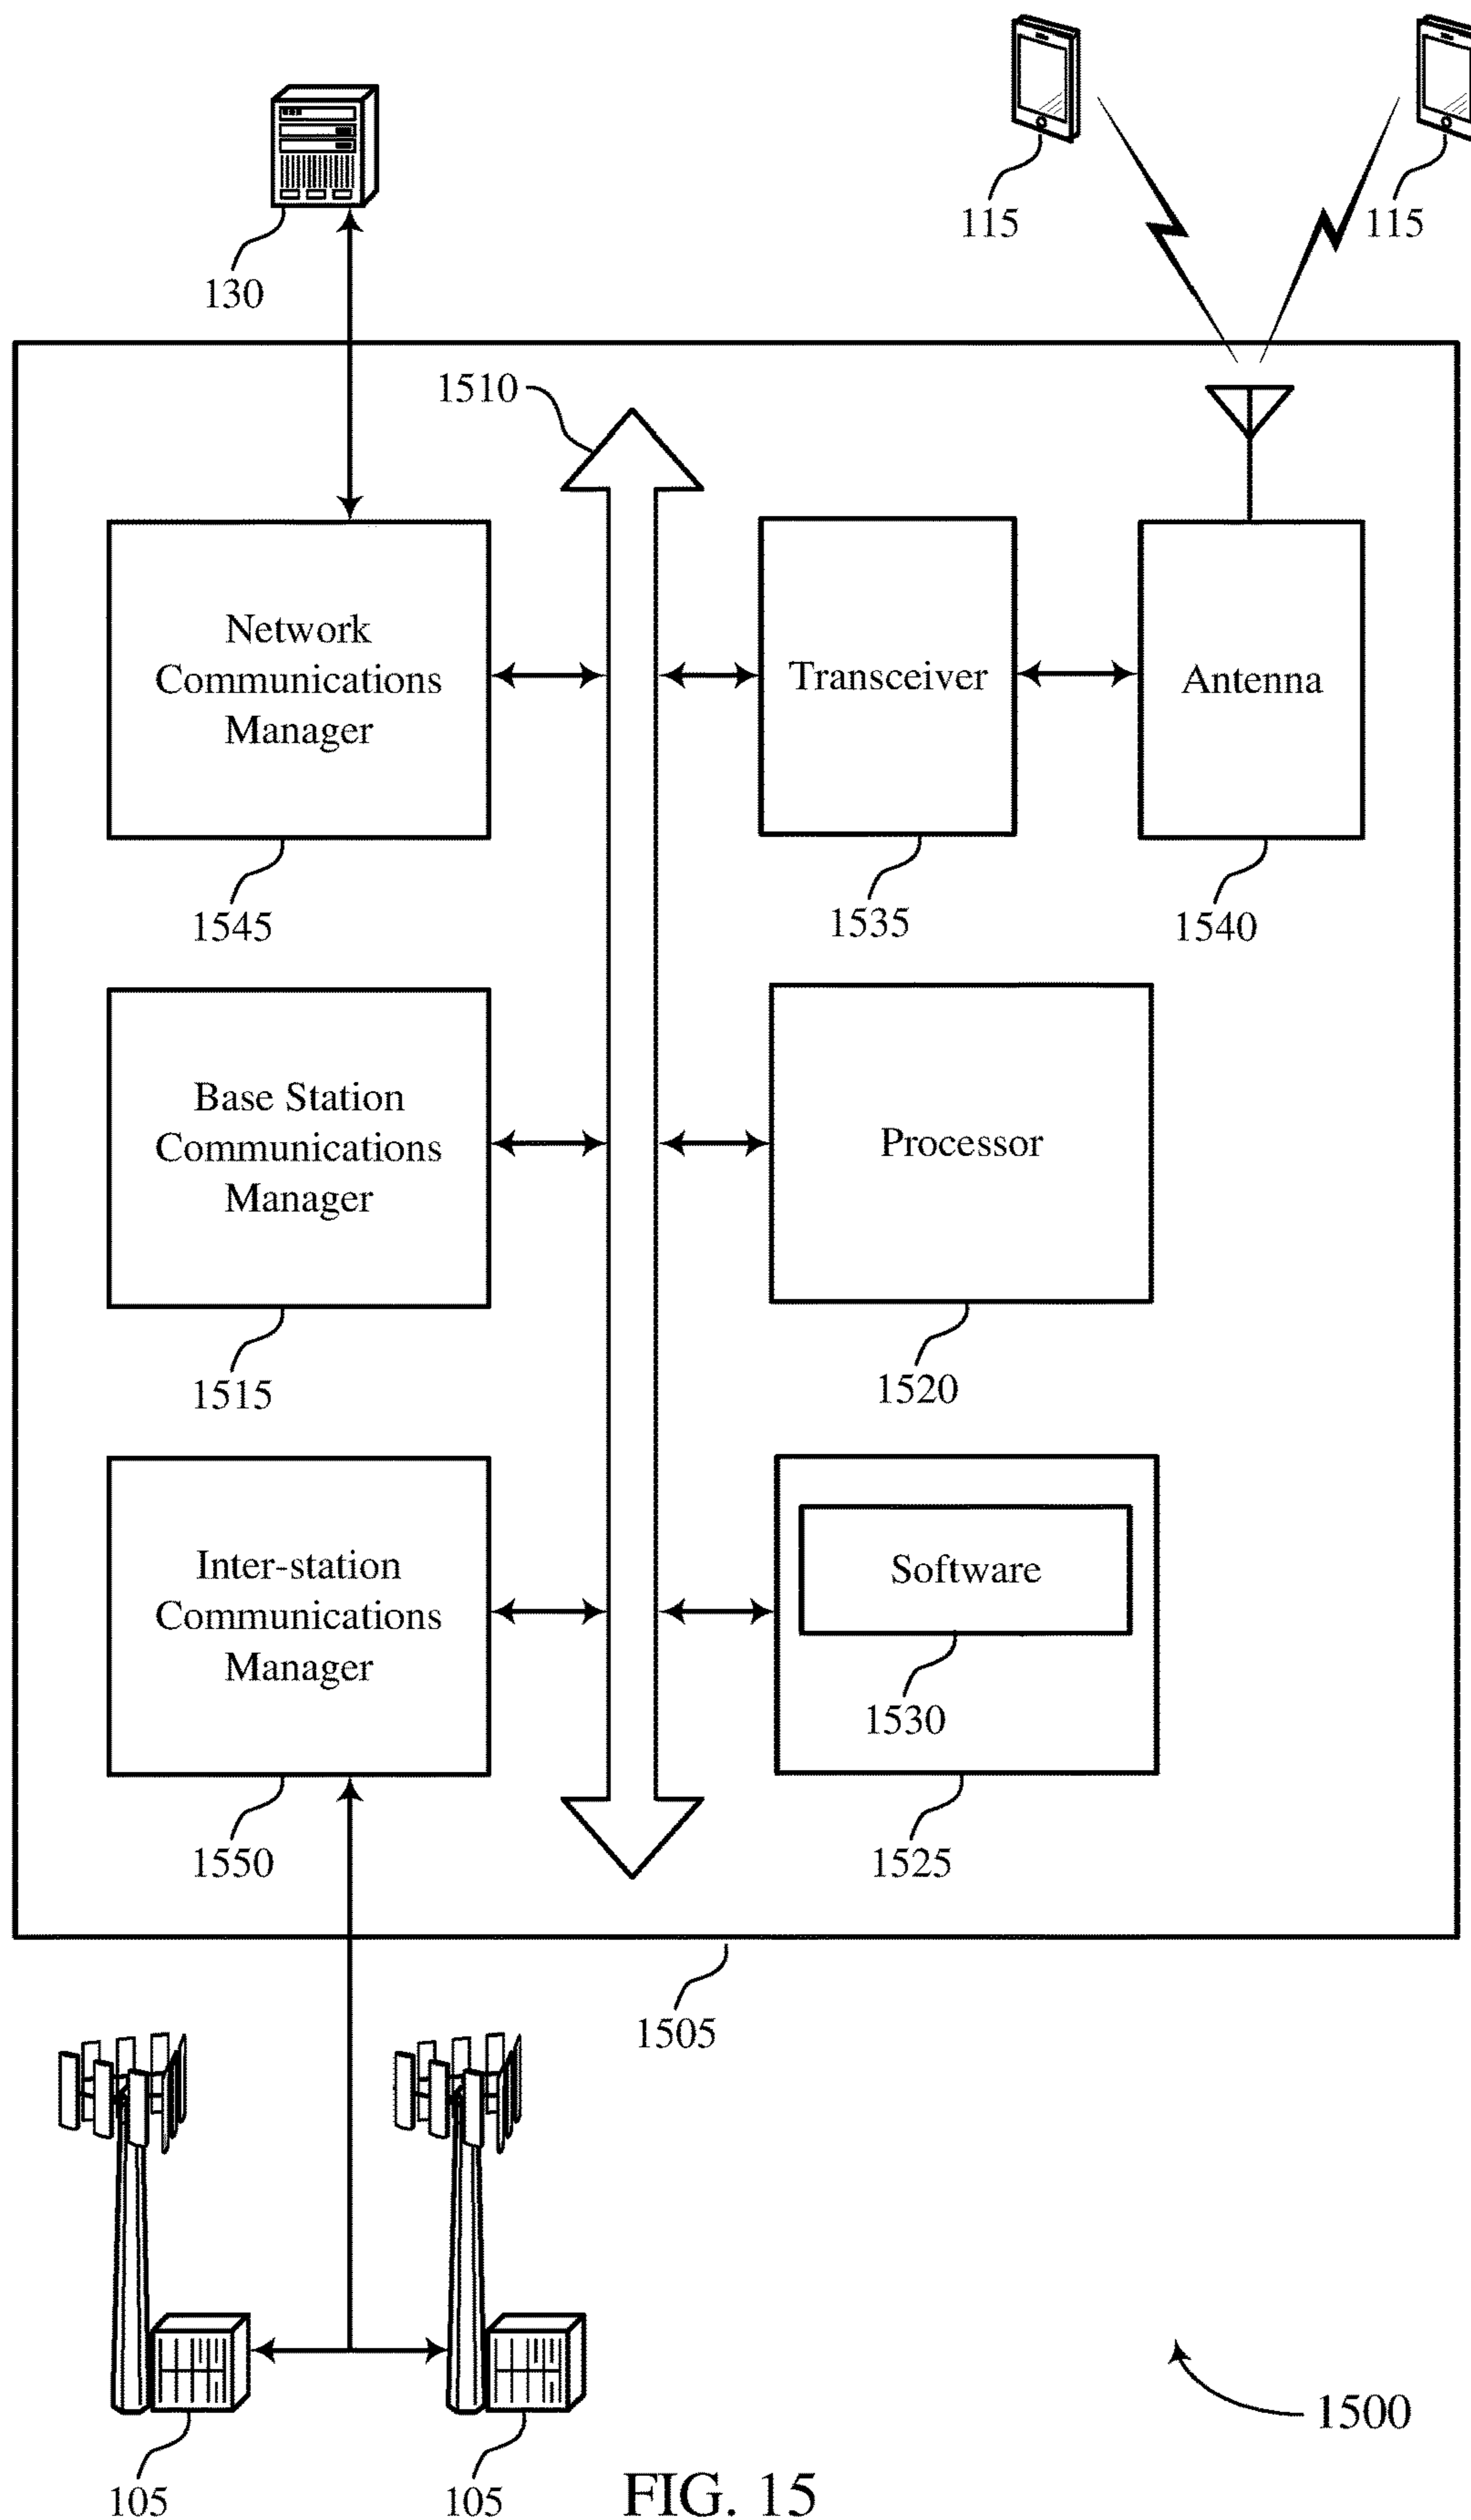 115
115
130
1510
Network
Communications
Manager
Transceiver
Antenna
1545
1535
1540
Base Station
Communications
Manager
Processor
1515
1520
Inter-station
Communications
Manager
Software
1530
1550
1525
1505
1500
105
105
FIG. 15